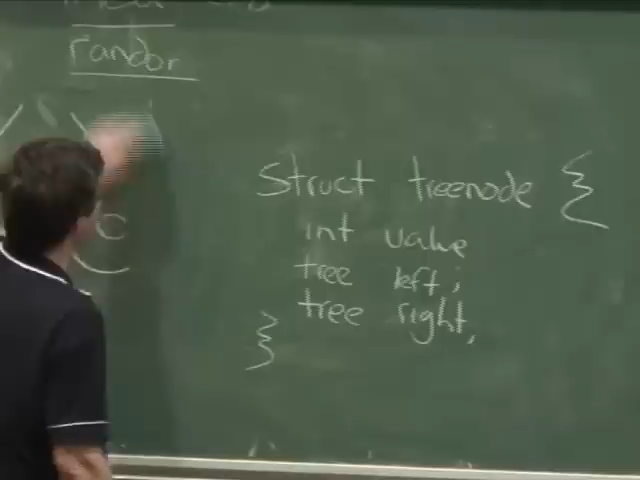 randor
c
Struct treenode {
int value
tree left;
tree right,
}